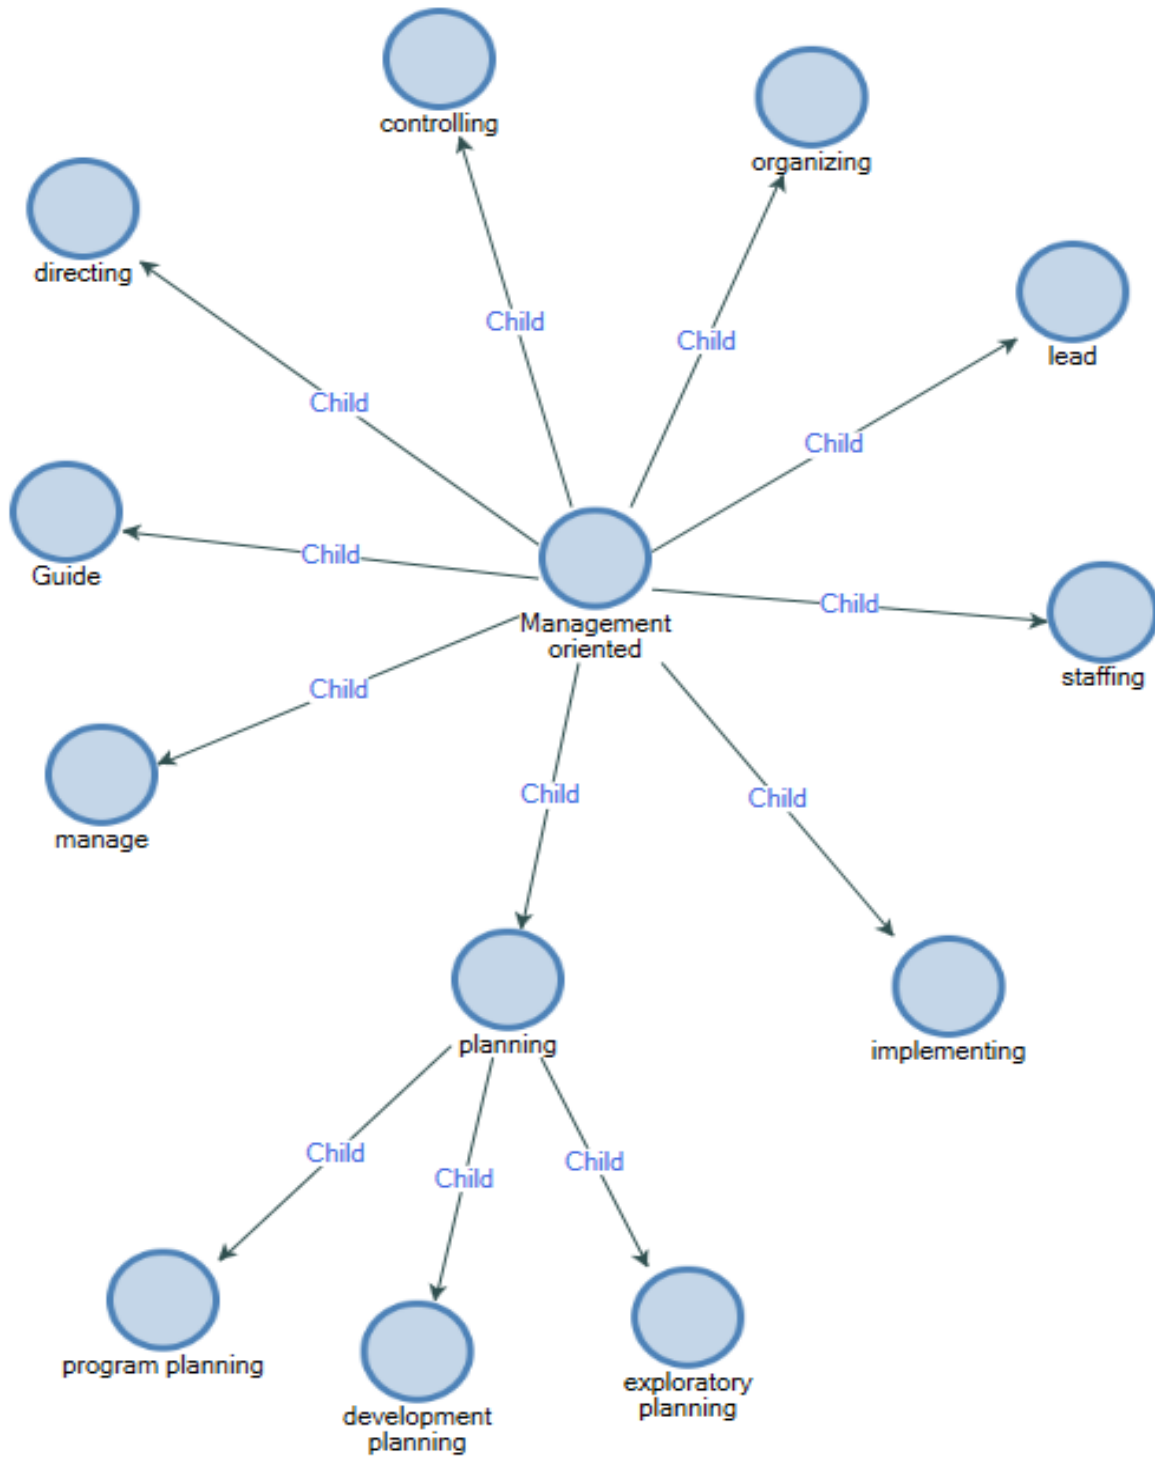 controlling
organizing
directing
Child
Child
lead
Child
Child
Guide
Child
Child
Management
oriented
staffing
Child
manage
Child
Child
planning
implementing
Child
Child
Child
program planning
development
planning
exploratory
planning